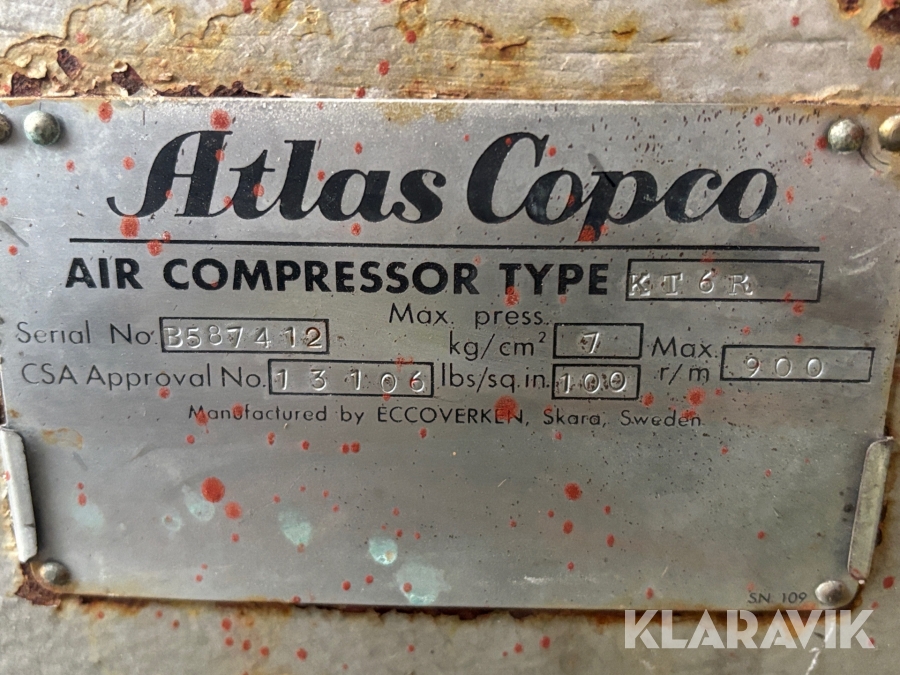 Atlas Copco
AIR COMPRESSOR TYPE KT6R
Max. press.
Serial No. B587412 kg/cm² 7 Max.
CSA Approval No. 13106 lbs/sq.in. 100 r/m 900
Manufactured by ECCOVERKEN, Skara, Sweden.
SN 109
KLARAVIK